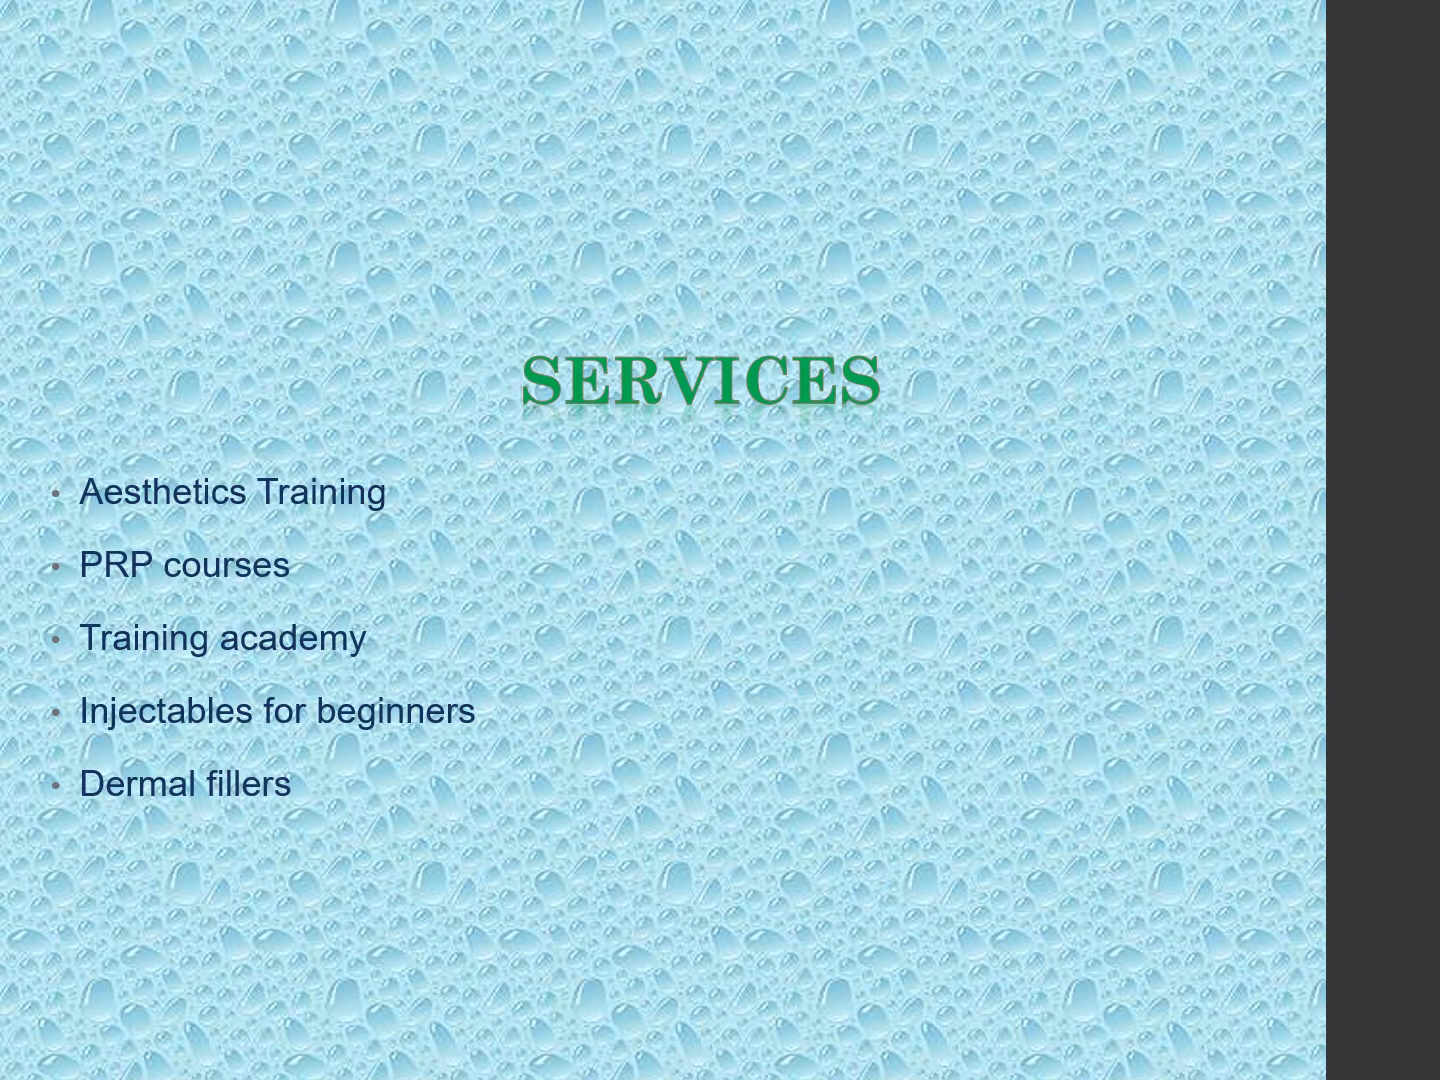 SERVICES
• Aesthetics Training
• PRP courses
• Training academy
• Injectables for beginners
• Dermal fillers